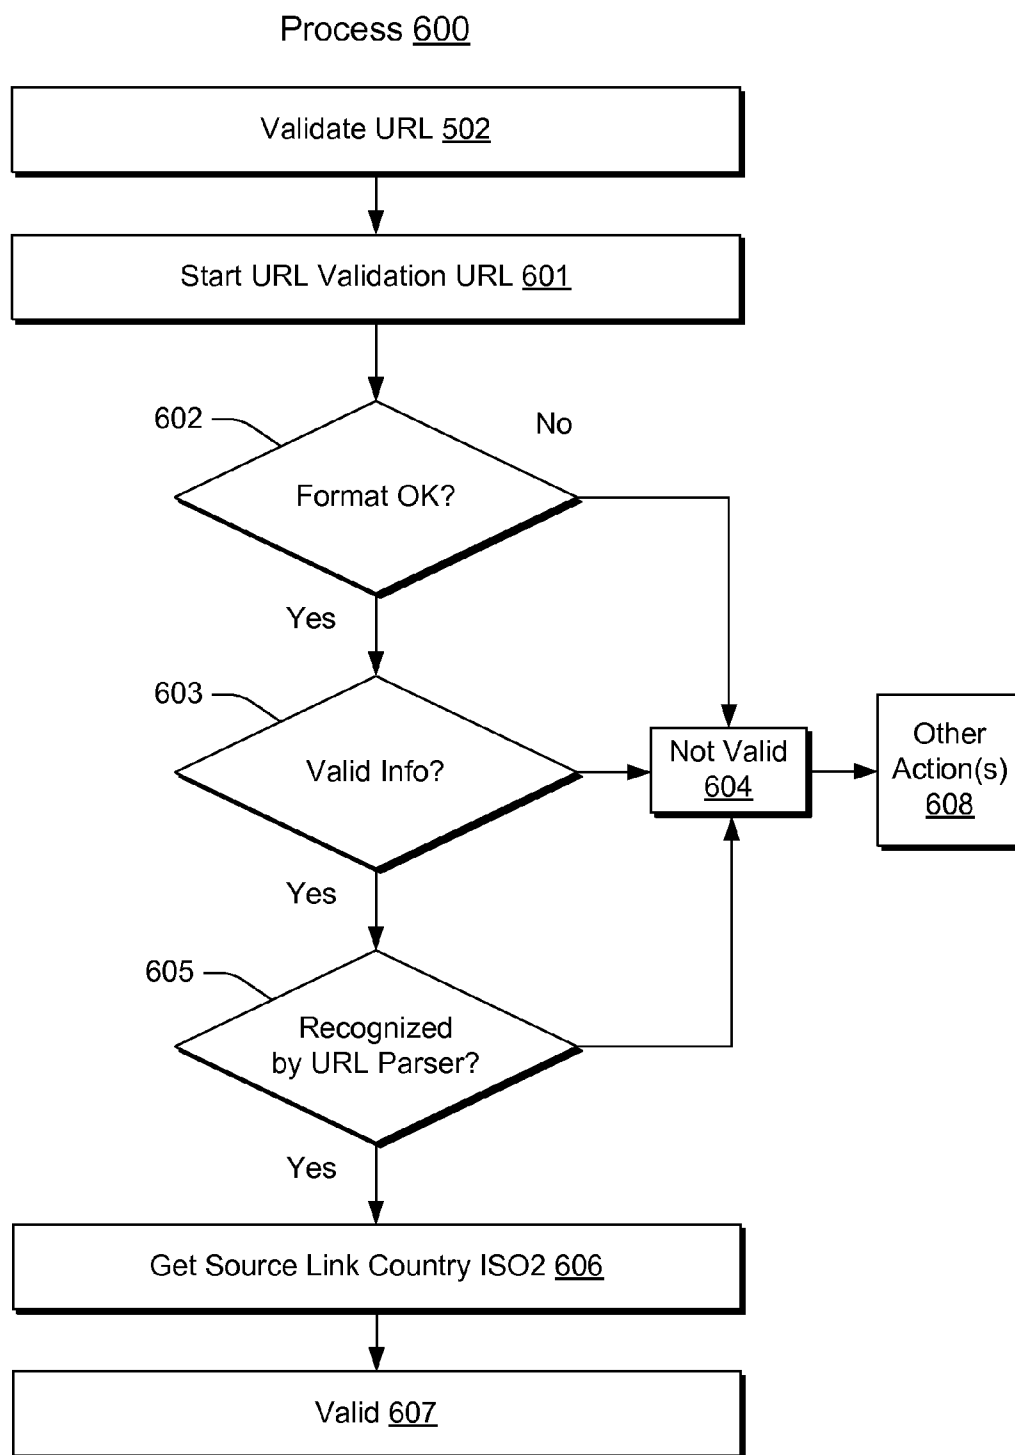 Process 600
Validate URL 502
Start URL Validation URL 601
602
No
Format OK?
Yes
603
Valid Info?
Not Valid
604
Other
Action(s)
608
Yes
605
Recognized
by URL Parser?
Yes
Get Source Link Country ISO2 606
Valid 607